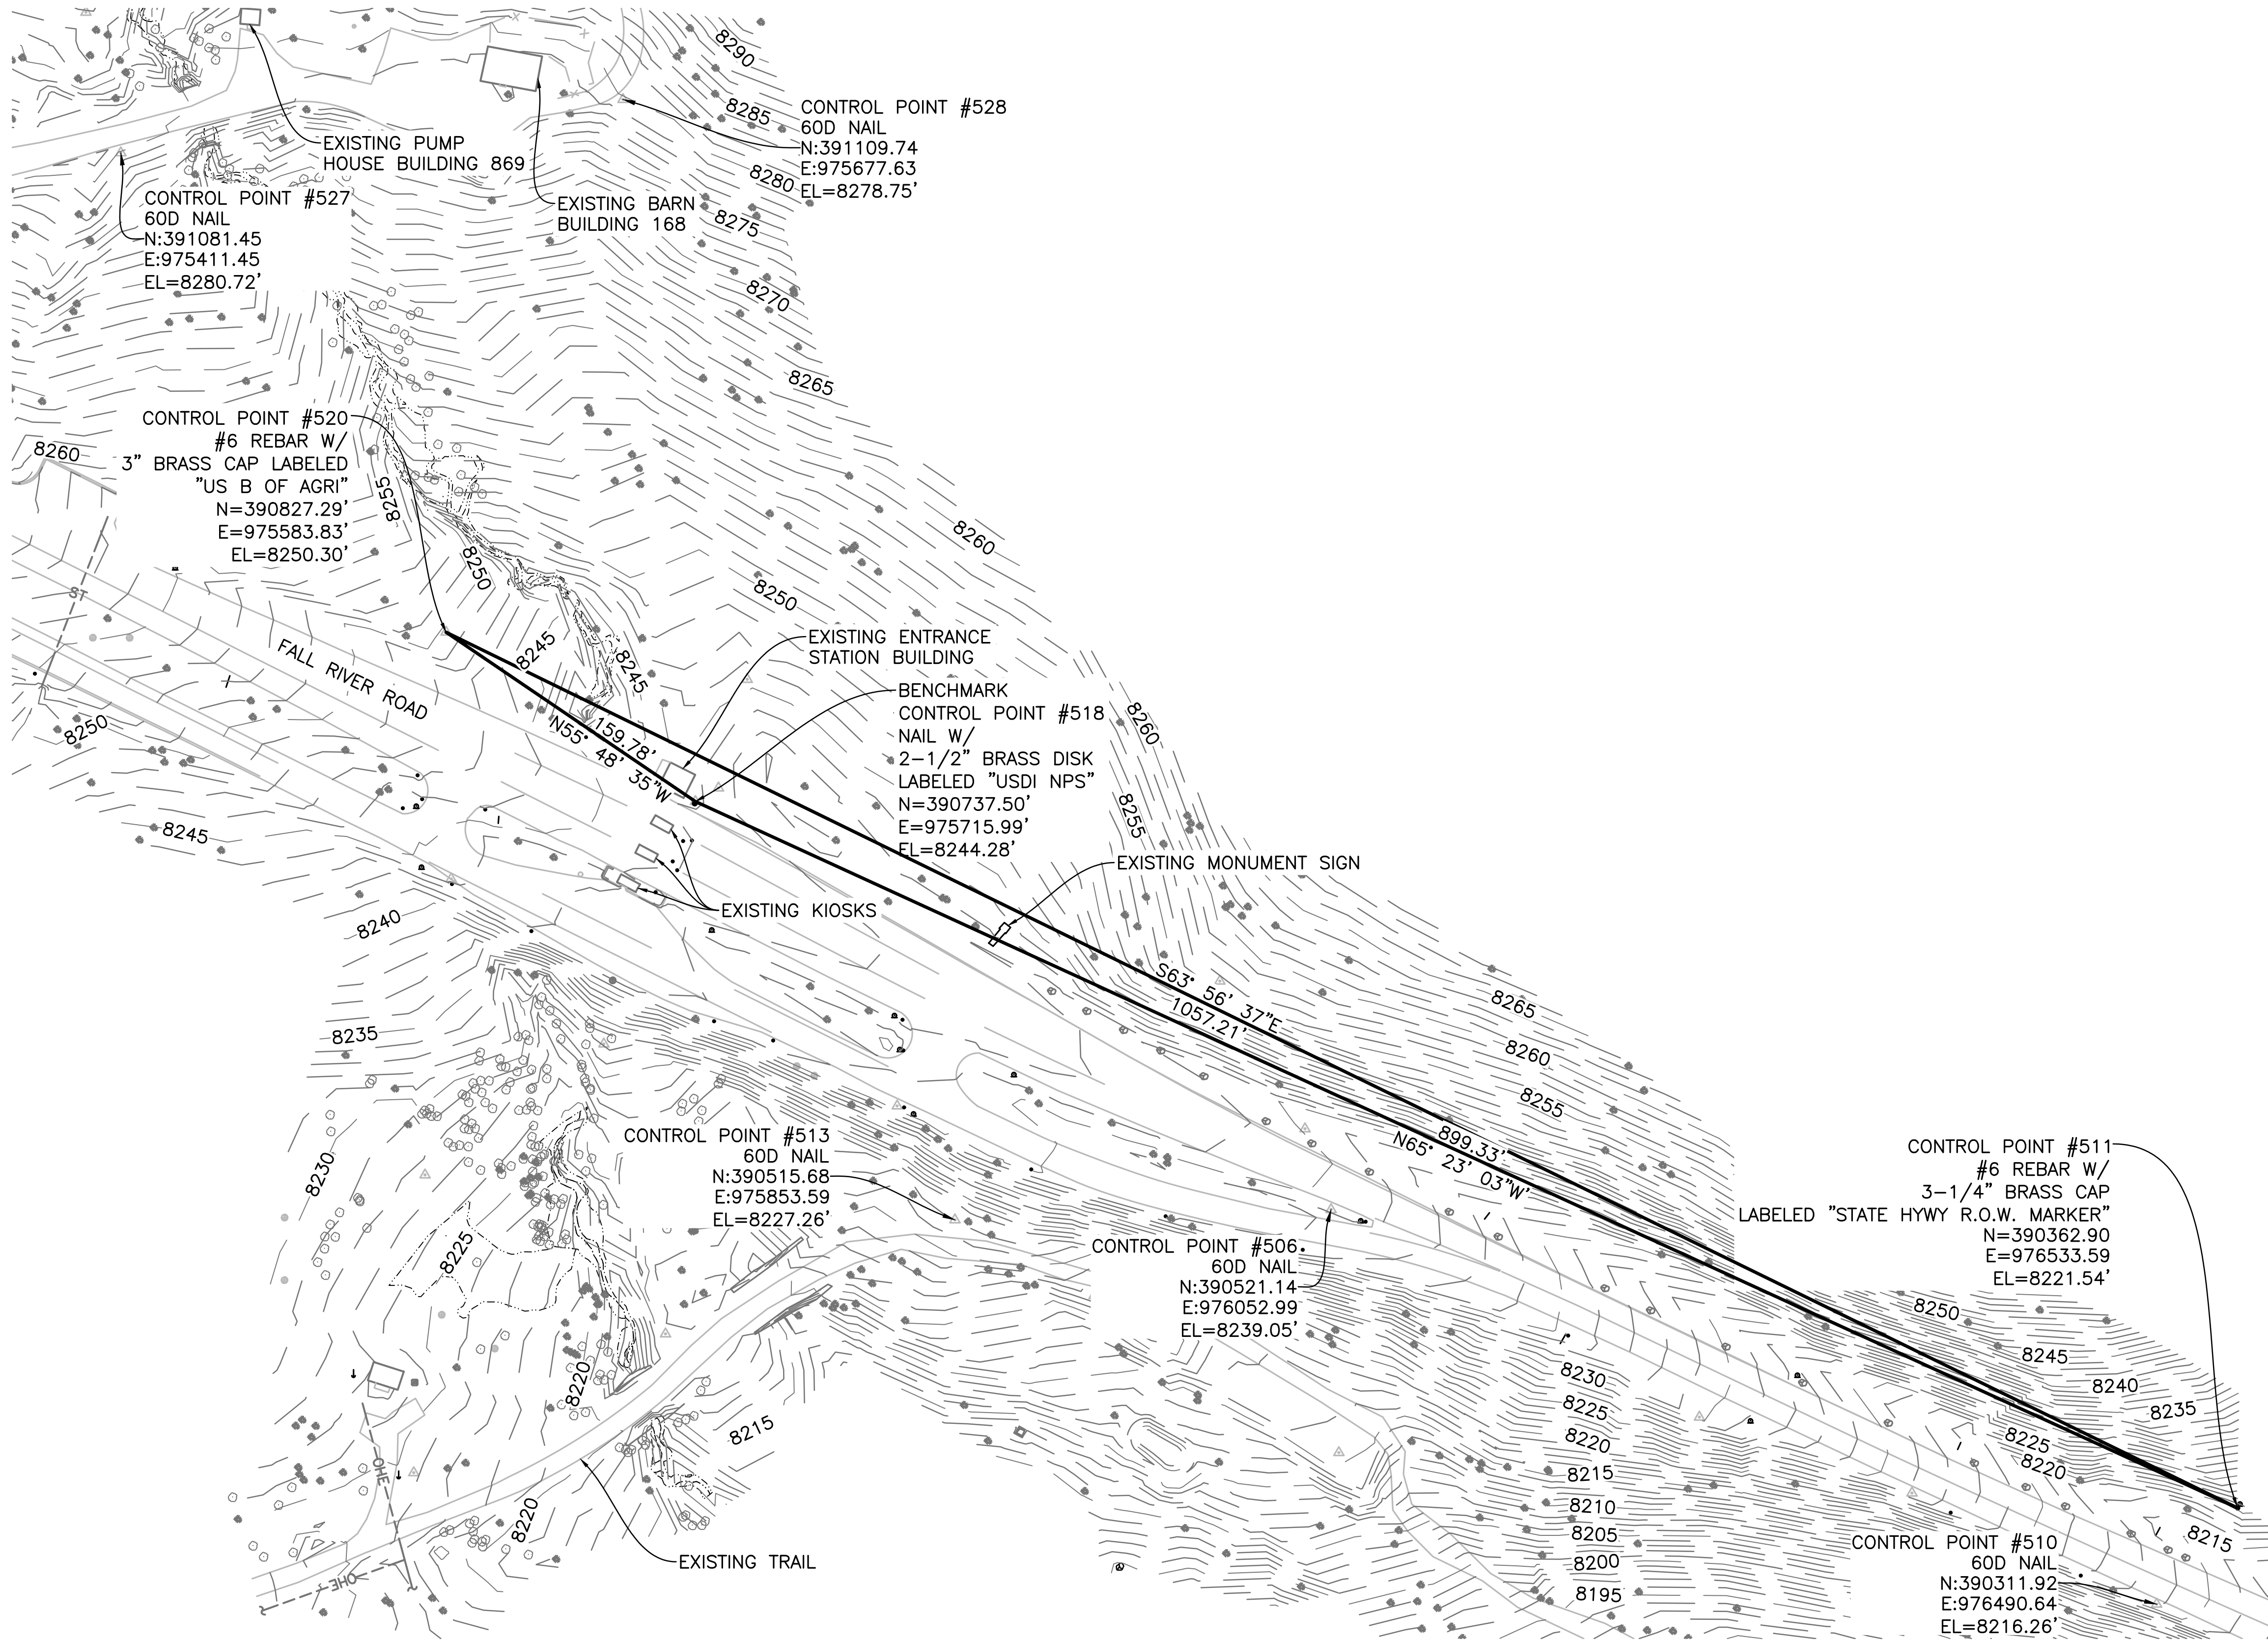 8290
8285
CONTROL POINT #528
60D NAIL
N:391109.74
E:975677.63
EL=8278.75'
EXISTING PUMP
HOUSE BUILDING 869
8280
CONTROL POINT #527
60D NAIL
N:391081.45
E:975411.45
EL=8280.72'
EXISTING BARN
BUILDING 168
8275
8270
8265
CONTROL POINT #520
#6 REBAR W/
3" BRASS CAP LABELED
"US B OF AGRI"
N=390827.29'
E=975583.83'
EL=8250.30'
8260
8255
8250
8260
8250
ST
FALL RIVER ROAD
8245
8245
EXISTING ENTRANCE
STATION BUILDING
BENCHMARK
CONTROL POINT #518
NAIL W/
2-1/2" BRASS DISK
LABELED "USDI NPS"
N=390737.50'
E=975715.99'
EL=8244.28'
159.78'
N55° 48' 35"W
8250
8260
8255
8245
EXISTING MONUMENT SIGN
EXISTING KIOSKS
8240
S63° 56' 37"E
1057.21'
8265
8260
8255
8235
8230
CONTROL POINT #513
60D NAIL
N:390515.68
E:975853.59
EL=8227.26'
899.33'
N65° 23' 03"W'
CONTROL POINT #511
#6 REBAR W/
3-1/4" BRASS CAP
LABELED "STATE HYWY R.O.W. MARKER"
N=390362.90
E=976533.59
EL=8221.54'
8225
CONTROL POINT #506
60D NAIL
N:390521.14
E:976052.99
EL=8239.05'
8250
8245
8240
8235
8225
8220
8215
8220
8215
8230
8225
8220
8215
8210
8205
8200
8195
OHE
8220
OHE
EXISTING TRAIL
CONTROL POINT #510
60D NAIL
N:390311.92
E:976490.64
EL=8216.26'